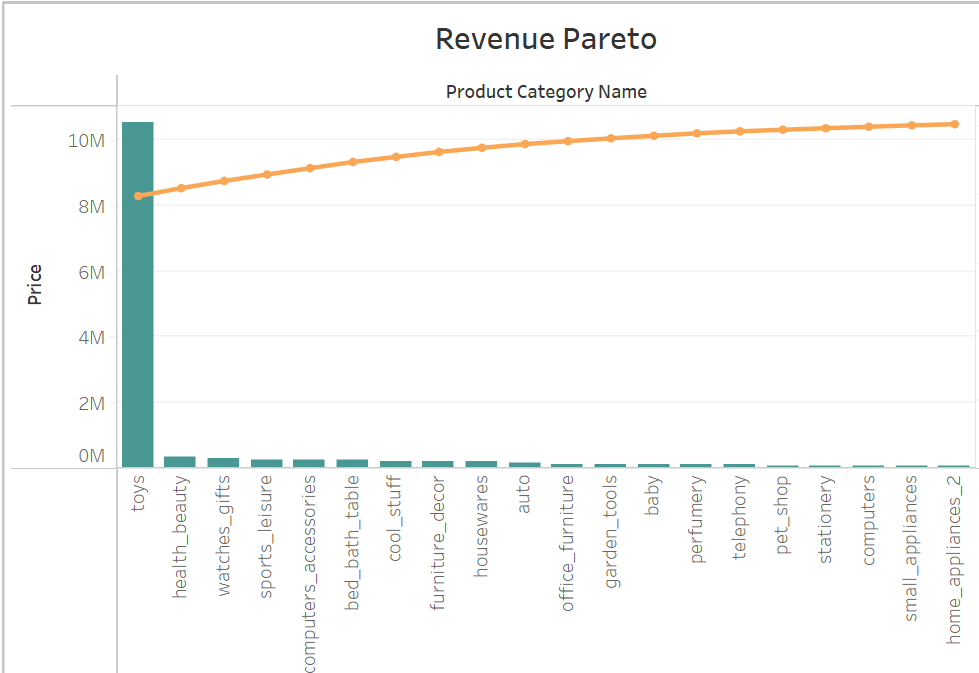 Revenue Pareto
Product Category Name
Price
10M
8M
6M
4M
2M
0M
toys
health_beauty
watches_gifts
sports_leisure
computers_accessories
bed_bath_table
cool_stuff
furniture_decor
housewares
auto
office_furniture
garden_tools
baby
perfumery
telephony
pet_shop
stationery
computers
small_appliances
home_appliances_2